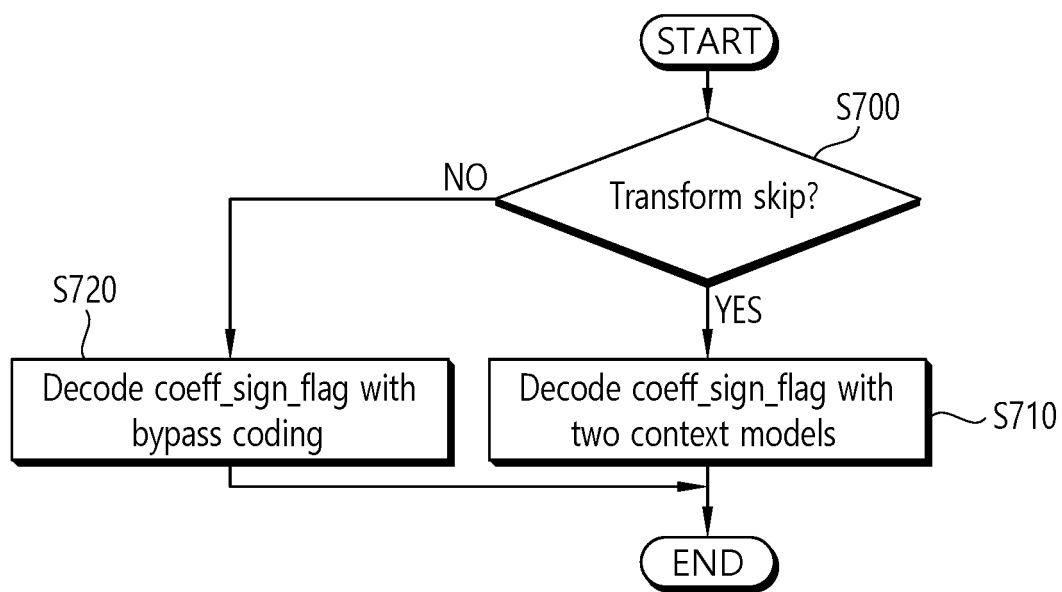 START
S700
Transform skip?
NO
YES
S720
Decode coeff_sign_flag with
bypass coding
Decode coeff_sign_flag with
two context models
S710
END